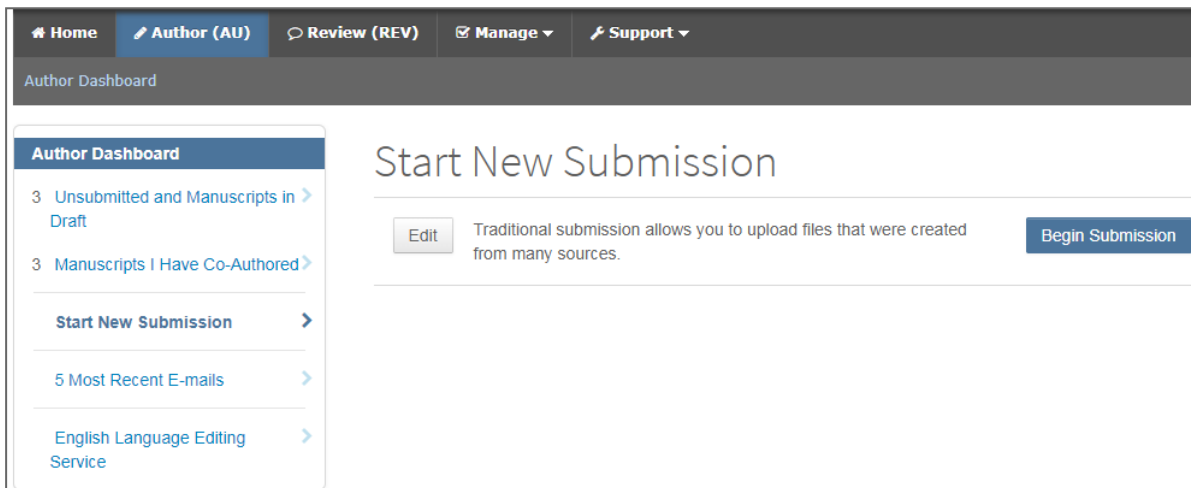 Home Author (AU) Review (REV) Manage Support
Author Dashboard
Author Dashboard
3 Unsubmitted and Manuscripts in
Draft
3 Manuscripts I Have Co-Authored
Start New Submission
5 Most Recent E-mails
English Language Editing
Service
Start New Submission
Edit
Traditional submission allows you to upload files that were created
from many sources.
Begin Submission